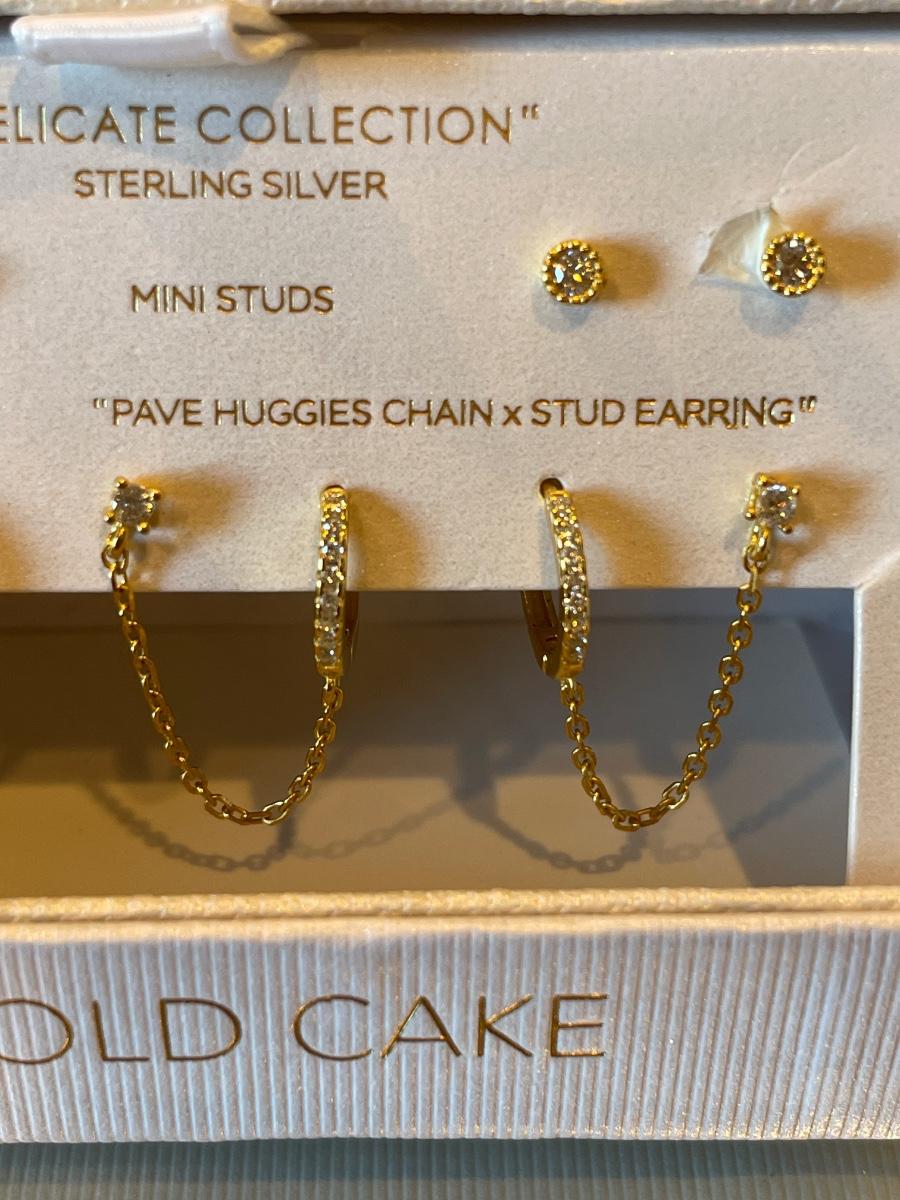 ELICATE COLLECTION"
STERLING SILVER
MINI STUDS
"PAVE HUGGIES CHAIN x STUD EARRING"
OLD CAKE